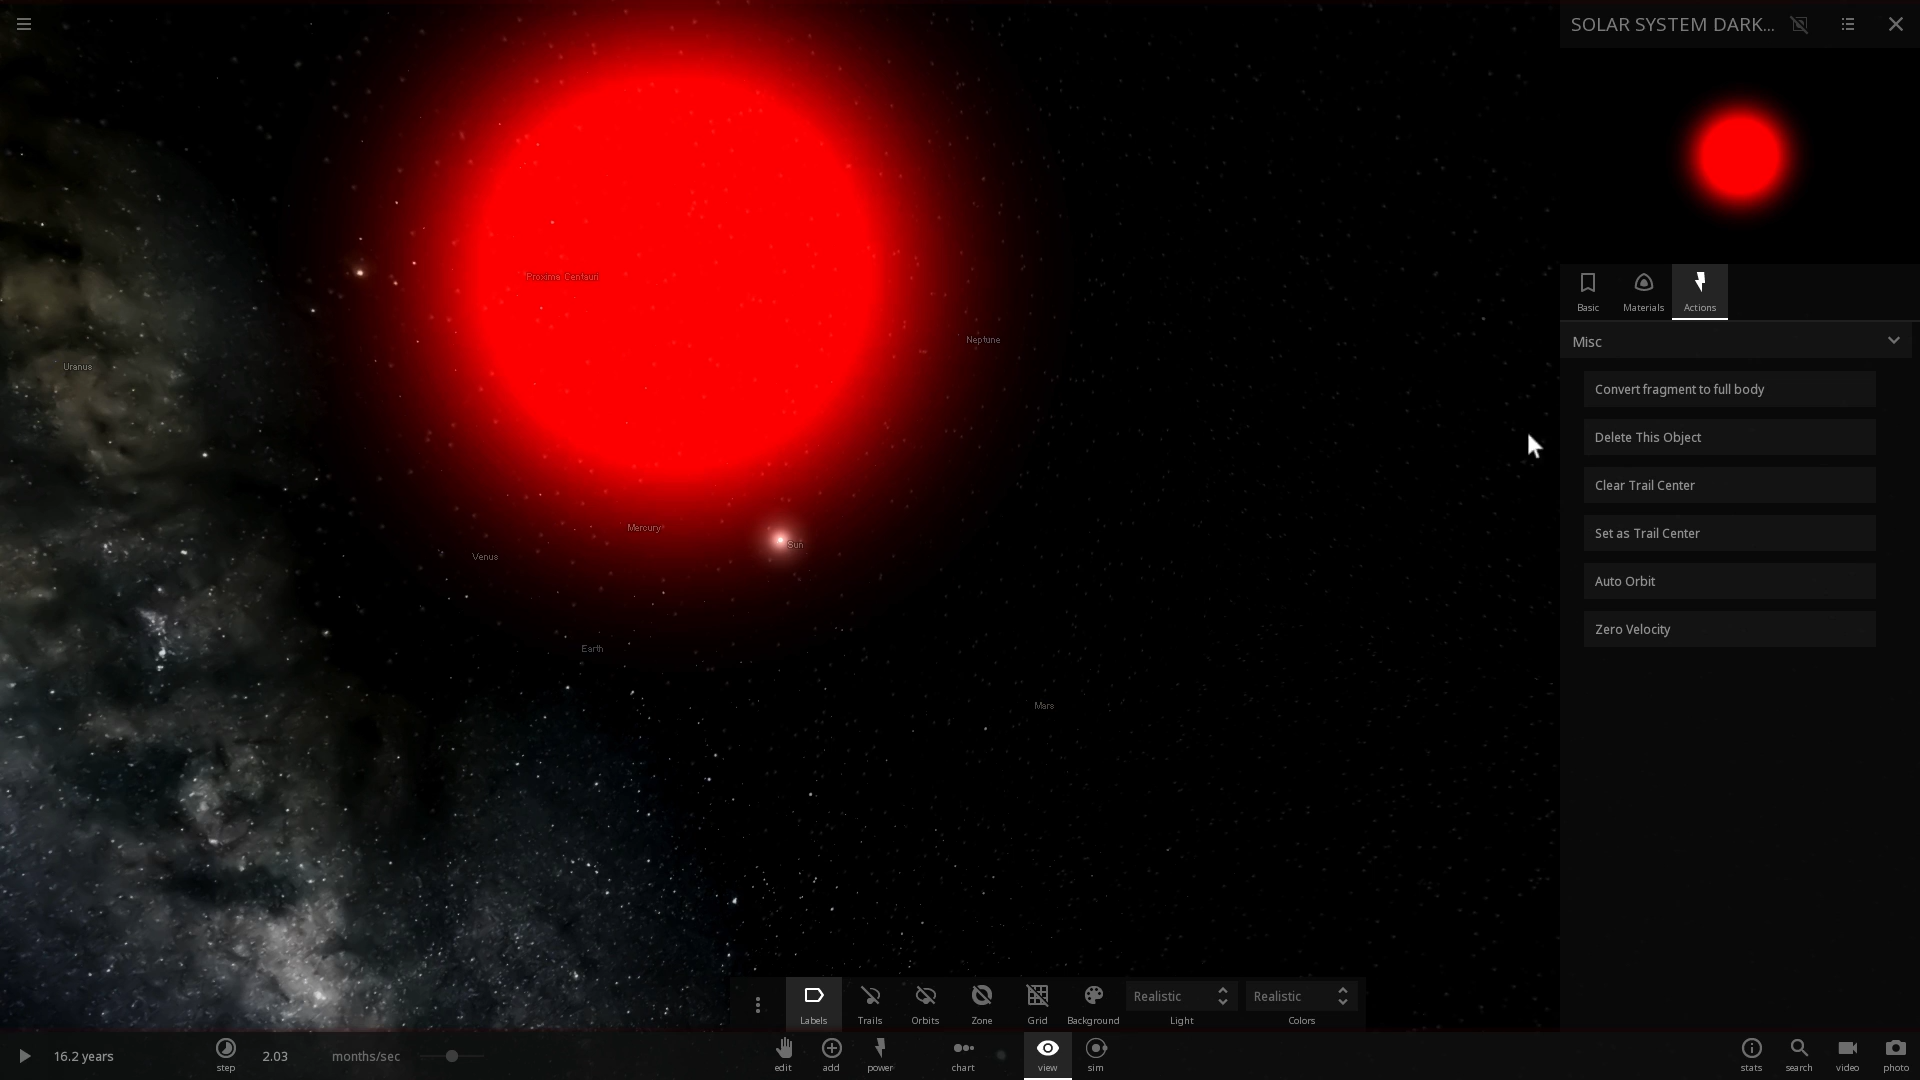 SOLAR SYSTEM DARK...
Proxima Centauri
Neptune
Uranus
Mercury
Sun
Venus
Earth
Mars
Basic
Materials
Actions
Misc
Convert fragment to full body
Delete This Object
Clear Trail Center
Set as Trail Center
Auto Orbit
Zero Velocity
Labels
Trails
Orbits
Zone
Grid
Background
Realistic
Light
Realistic
Colors
16.2 years
step
2.03
months/sec
edit
add
power
chart
view
sim
stats
search
video
photo